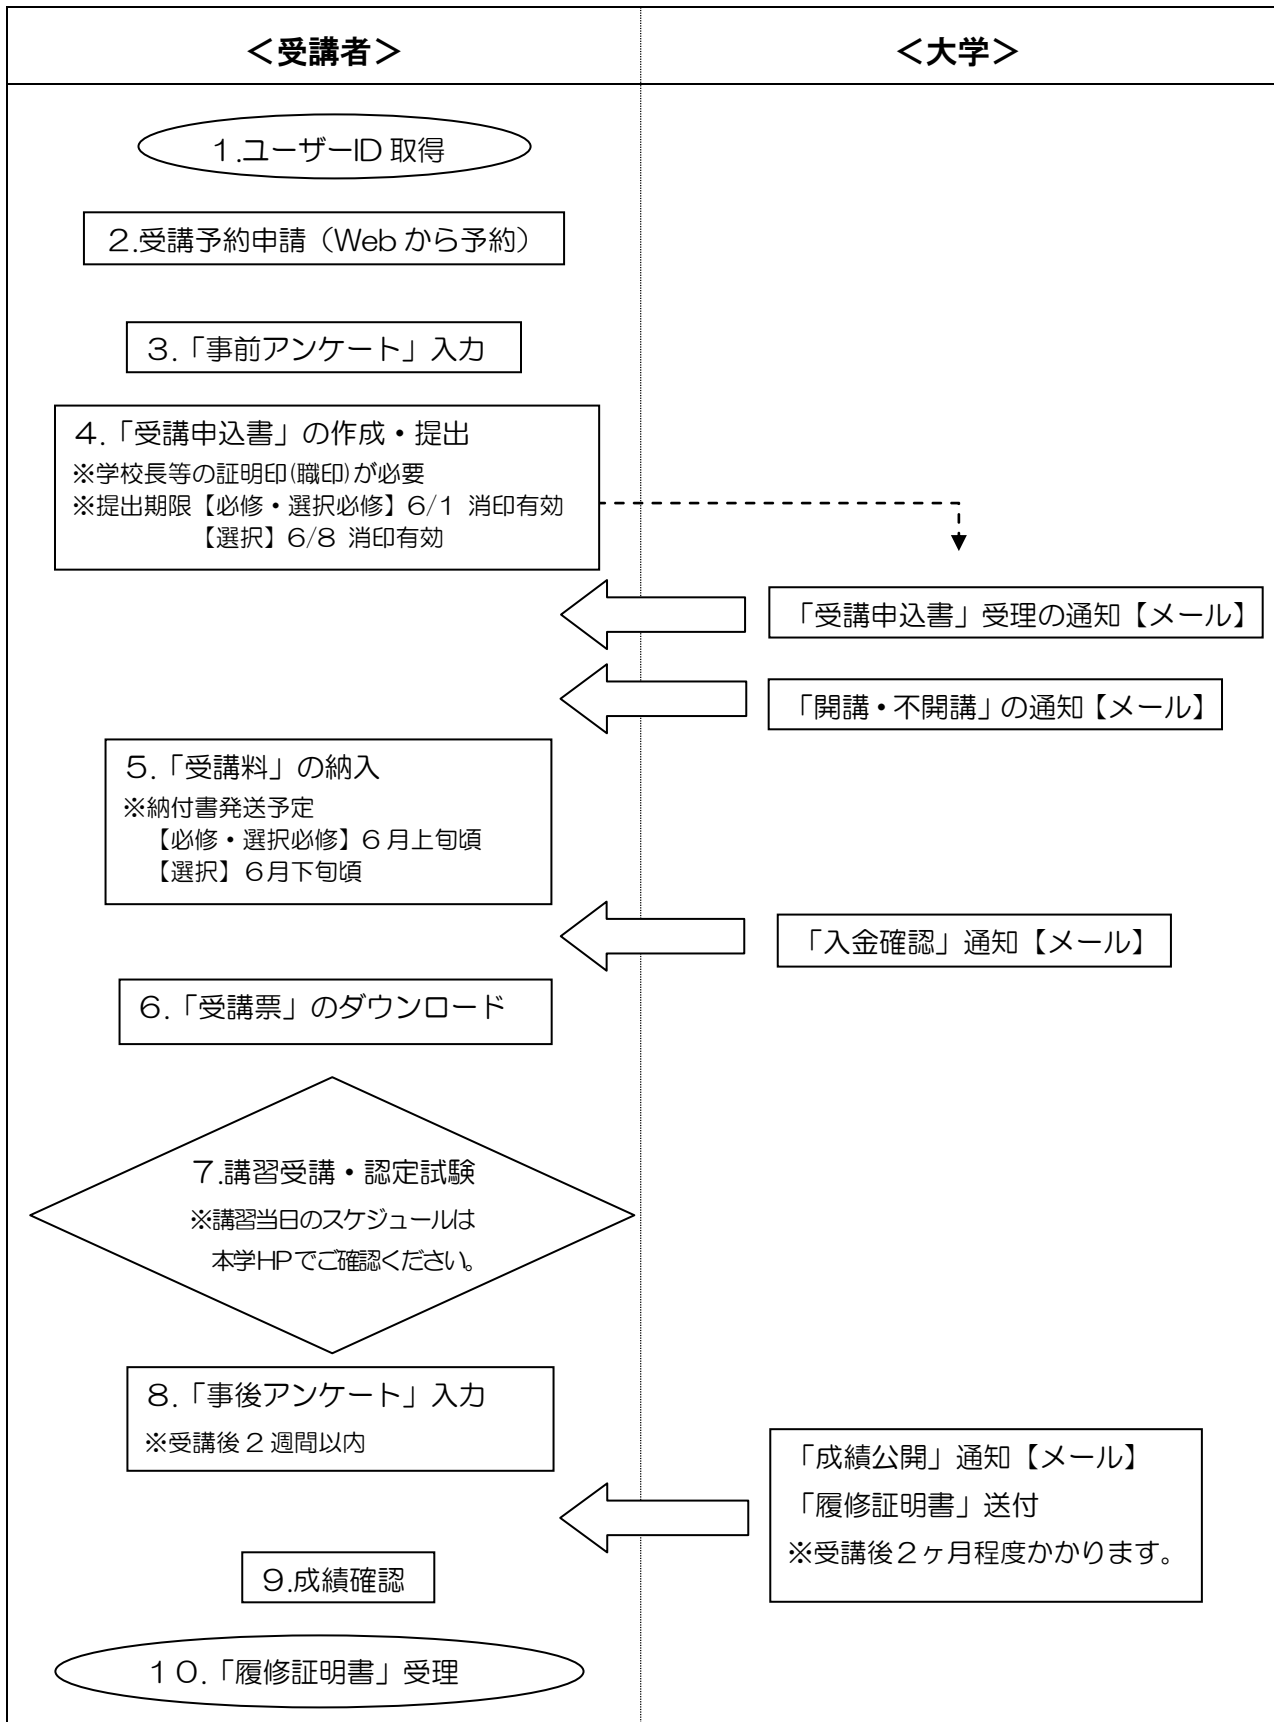 ＜受講者＞
＜大学＞
１.ユーザーID 取得
２.受講予約申請（Web から予約）
３.「事前アンケート」入力
４.「受講申込書」の作成・提出
※学校長等の証明印(職印)が必要
※提出期限【必修・選択必修】６/１ 消印有効
【選択】６/８ 消印有効
「受講申込書」受理の通知【メール】
「開講・不開講」の通知【メール】
５.「受講料」の納入
※納付書発送予定
【必修・選択必修】６月上旬頃
【選択】６月下旬頃
「入金確認」通知【メール】
６.「受講票」のダウンロード
７.講習受講・認定試験
※講習当日のスケジュールは
本学HPでご確認ください。
８.「事後アンケート」入力
※受講後２週間以内
「成績公開」通知【メール】
「履修証明書」送付
※受講後２ヶ月程度かかります。
９.成績確認
１０.「履修証明書」受理